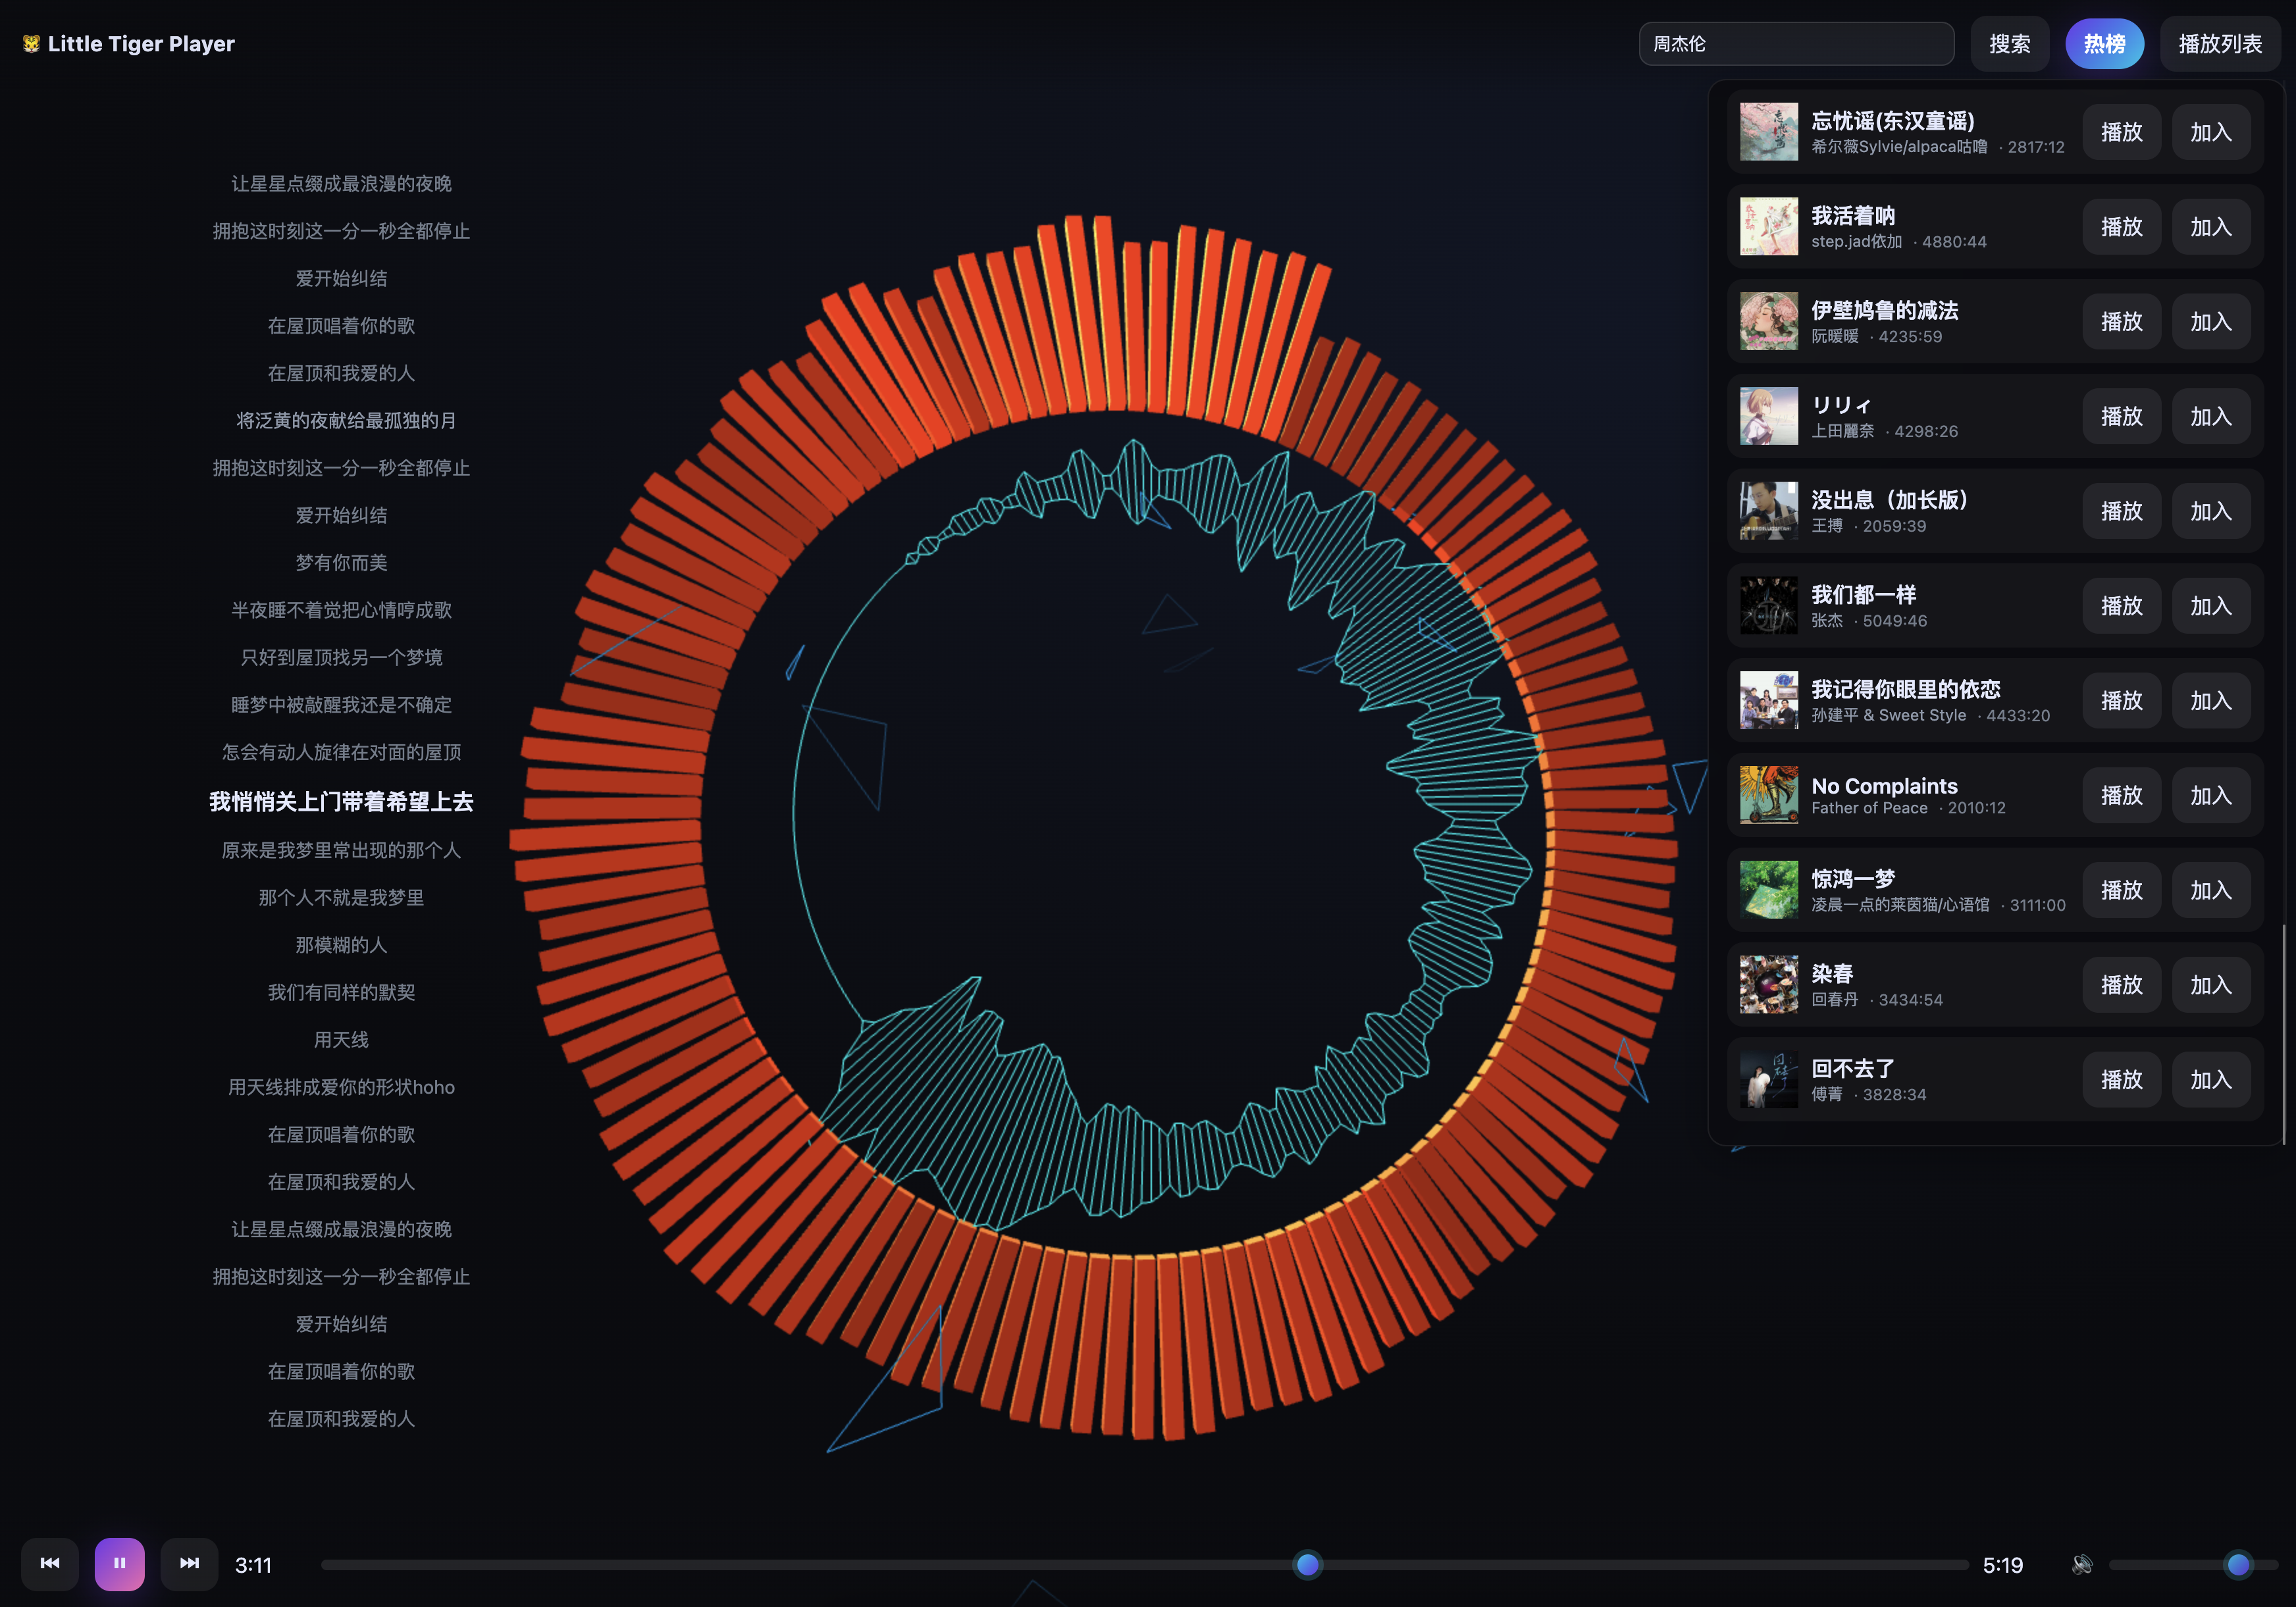 🐯 Little Tiger Player
周杰伦
搜索
热榜
播放列表
让星星点缀成最浪漫的夜晚
拥抱这时刻这一分一秒全都停止
爱开始纠结
在屋顶唱着你的歌
在屋顶和我爱的人
将泛黄的夜献给最孤独的月
拥抱这时刻这一分一秒全都停止
爱开始纠结
梦有你而美
半夜睡不着觉把心情哼成歌
只好到屋顶找另一个梦境
睡梦中被敲醒我还是不确定
怎会有动人旋律在对面的屋顶
我悄悄关上门带着希望上去
原来是我梦里常出现的那个人
那个人不就是我梦里
那模糊的人
我们有同样的默契
用天线
用天线排成爱你的形状hoho
在屋顶唱着你的歌
在屋顶和我爱的人
让星星点缀成最浪漫的夜晚
拥抱这时刻这一分一秒全都停止
爱开始纠结
在屋顶唱着你的歌
在屋顶和我爱的人
忘忧谣(东汉童谣)
希尔薇Sylvie/alpaca咕噜 · 2817:12
播放
加入
我活着呐
step.jad依加 · 4880:44
播放
加入
伊壁鸠鲁的减法
阮暖暖 · 4235:59
播放
加入
リリィ
上田麗奈 · 4298:26
播放
加入
没出息（加长版）
王搏 · 2059:39
播放
加入
我们都一样
张杰 · 5049:46
播放
加入
我记得你眼里的依恋
孙建平 & Sweet Style · 4433:20
播放
加入
No Complaints
Father of Peace · 2010:12
播放
加入
惊鸿一梦
凌晨一点的莱茵猫/心语馆 · 3111:00
播放
加入
染春
回春丹 · 3434:54
播放
加入
回不去了
傅菁 · 3828:34
播放
加入
3:11
5:19